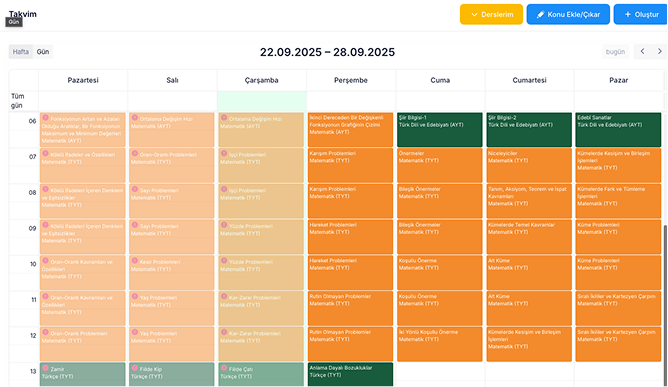 Takvim
Gün
Derslerim
Konu Ekle/Çıkar
Oluştur
Hafta
Gün
22.09.2025 – 28.09.2025
bugün
Pazartesi
Salı
Çarşamba
Perşembe
Cuma
Cumartesi
Pazar
Tüm
gün
06
Fonksiyonun Artan ve Azalan
Olduğu Aralıklar, Bir Fonksiyonun
Maksimum ve Minimum Değerleri
Matematik (AYT)
Ortalama Değişim Hızı
Matematik (AYT)
Ortalama Değişim Hızı
Matematik (AYT)
İkinci Dereceden Bir Değişkenli
Fonksiyonun Grafiğinin Çizimi
Matematik (AYT)
Şiir Bilgisi-1
Türk Dili ve Edebiyatı (AYT)
Şiir Bilgisi-2
Türk Dili ve Edebiyatı (AYT)
Edebi Sanatlar
Türk Dili ve Edebiyatı (AYT)
07
Köklü İfadeler ve Özellikleri
Matematik (TYT)
Oran-Orantı Problemleri
Matematik (TYT)
İşçi Problemleri
Matematik (TYT)
Karışım Problemleri
Matematik (TYT)
Önermeler
Matematik (TYT)
Niceleyiciler
Matematik (TYT)
Kümelerde Kesişim ve Birleşim
İşlemleri
Matematik (TYT)
08
Köklü İfadeleri İçeren Denklem
ve Eşitsizlikler
Matematik (TYT)
Sayı Problemleri
Matematik (TYT)
İşçi Problemleri
Matematik (TYT)
Karışım Problemleri
Matematik (TYT)
Bileşik Önermeler
Matematik (TYT)
Tanım, Aksiyom, Teorem ve İspat
Kavramları
Matematik (TYT)
Kümelerde Fark ve Tümleme
İşlemleri
Matematik (TYT)
09
Köklü İfadeleri İçeren Denklem
ve Eşitsizlikler
Matematik (TYT)
Sayı Problemleri
Matematik (TYT)
Yüzde Problemleri
Matematik (TYT)
Hareket Problemleri
Matematik (TYT)
Bileşik Önermeler
Matematik (TYT)
Kümelerde Temel Kavramlar
Matematik (TYT)
Küme Problemleri
Matematik (TYT)
10
Oran-Orantı Kavramları ve
Özellikleri
Matematik (TYT)
Kesir Problemleri
Matematik (TYT)
Yüzde Problemleri
Matematik (TYT)
Hareket Problemleri
Matematik (TYT)
Koşullu Önerme
Matematik (TYT)
Alt Küme
Matematik (TYT)
Küme Problemleri
Matematik (TYT)
11
Oran-Orantı Kavramları ve
Özellikleri
Matematik (TYT)
Yaş Problemleri
Matematik (TYT)
Kar-Zarar Problemleri
Matematik (TYT)
Rutin Olmayan Problemler
Matematik (TYT)
Koşullu Önerme
Matematik (TYT)
Alt Küme
Matematik (TYT)
Sıralı İkililer ve Kartezyen Çarpım
Matematik (TYT)
12
Oran-Orantı Problemleri
Matematik (TYT)
Yaş Problemleri
Matematik (TYT)
Kar-Zarar Problemleri
Matematik (TYT)
Rutin Olmayan Problemler
Matematik (TYT)
İki Yönlü Koşullu Önerme
Matematik (TYT)
Kümelerde Kesişim ve Birleşim
İşlemleri
Matematik (TYT)
Sıralı İkililer ve Kartezyen Çarpım
Matematik (TYT)
13
Zamir
Türkçe (TYT)
Fiilde Kip
Türkçe (TYT)
Fiilde Çatı
Türkçe (TYT)
Anlama Dayalı Bozukluklar
Türkçe (TYT)